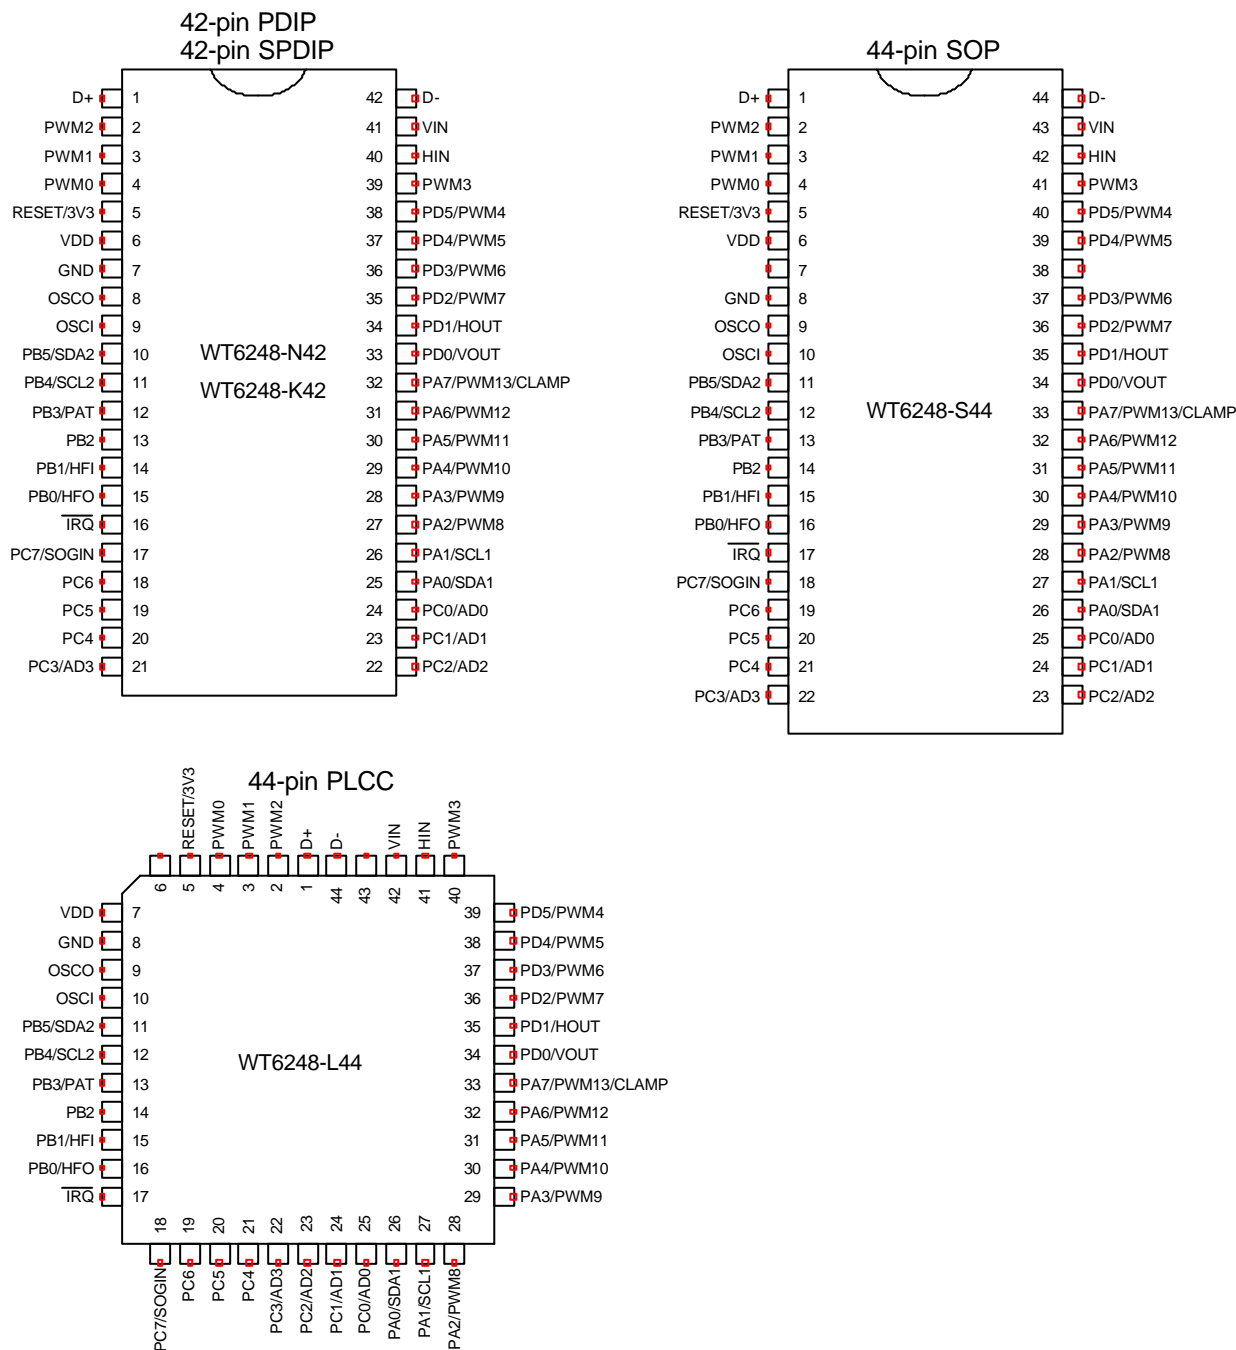 42-pin PDIP
42-pin SPDIP
D+ 1 42 D-
PWM2 2 41 VIN
PWM1 3 40 HIN
PWM0 4 39 PWM3
RESET/3V3 5 38 PD5/PWM4
VDD 6 37 PD4/PWM5
GND 7 36 PD3/PWM6
OSCO 8 35 PD2/PWM7
OSCI 9 34 PD1/HOUT
PB5/SDA2 10 33 PD0/VOUT
PB4/SCL2 11 32 PA7/PWM13/CLAMP
PB3/PAT 12 31 PA6/PWM12
PB2 13 30 PA5/PWM11
PB1/HFI 14 29 PA4/PWM10
PB0/HFO 15 28 PA3/PWM9
IRQ 16 27 PA2/PWM8
PC7/SOGIN 17 26 PA1/SCL1
PC6 18 25 PA0/SDA1
PC5 19 24 PC0/AD0
PC4 20 23 PC1/AD1
PC3/AD3 21 22 PC2/AD2
WT6248-N42
WT6248-K42
44-pin SOP
D+ 1 44 D-
PWM2 2 43 VIN
PWM1 3 42 HIN
PWM0 4 41 PWM3
RESET/3V3 5 40 PD5/PWM4
VDD 6 39 PD4/PWM5
7 38
GND 8 37 PD3/PWM6
OSCO 9 36 PD2/PWM7
OSCI 10 35 PD1/HOUT
PB5/SDA2 11 34 PD0/VOUT
PB4/SCL2 12 33 PA7/PWM13/CLAMP
PB3/PAT 13 32 PA6/PWM12
PB2 14 31 PA5/PWM11
PB1/HFI 15 30 PA4/PWM10
PB0/HFO 16 29 PA3/PWM9
IRQ 17 28 PA2/PWM8
PC7/SOGIN 18 27 PA1/SCL1
PC6 19 26 PA0/SDA1
PC5 20 25 PC0/AD0
PC4 21 24 PC1/AD1
PC3/AD3 22 23 PC2/AD2
WT6248-S44
44-pin PLCC
RESET/3V3 PWM0 PWM1 PWM2 D+ D- VIN HIN PWM3
6 5 4 3 2 1 44 43 42 41 40
VDD 7 39 PD5/PWM4
GND 8 38 PD4/PWM5
OSCO 9 37 PD3/PWM6
OSCI 10 36 PD2/PWM7
PB5/SDA2 11 35 PD1/HOUT
PB4/SCL2 12 34 PD0/VOUT
PB3/PAT 13 33 PA7/PWM13/CLAMP
PB2 14 32 PA6/PWM12
PB1/HFI 15 31 PA5/PWM11
PB0/HFO 16 30 PA4/PWM10
IRQ 17 29 PA3/PWM9
WT6248-L44
18 19 20 21 22 23 24 25 26 27 28
PC7/SOGIN PC6 PC5 PC4 PC3/AD3 PC2/AD2 PC1/AD1 PC0/AD0 PA0/SDA1 PA1/SCL1 PA2/PWM8